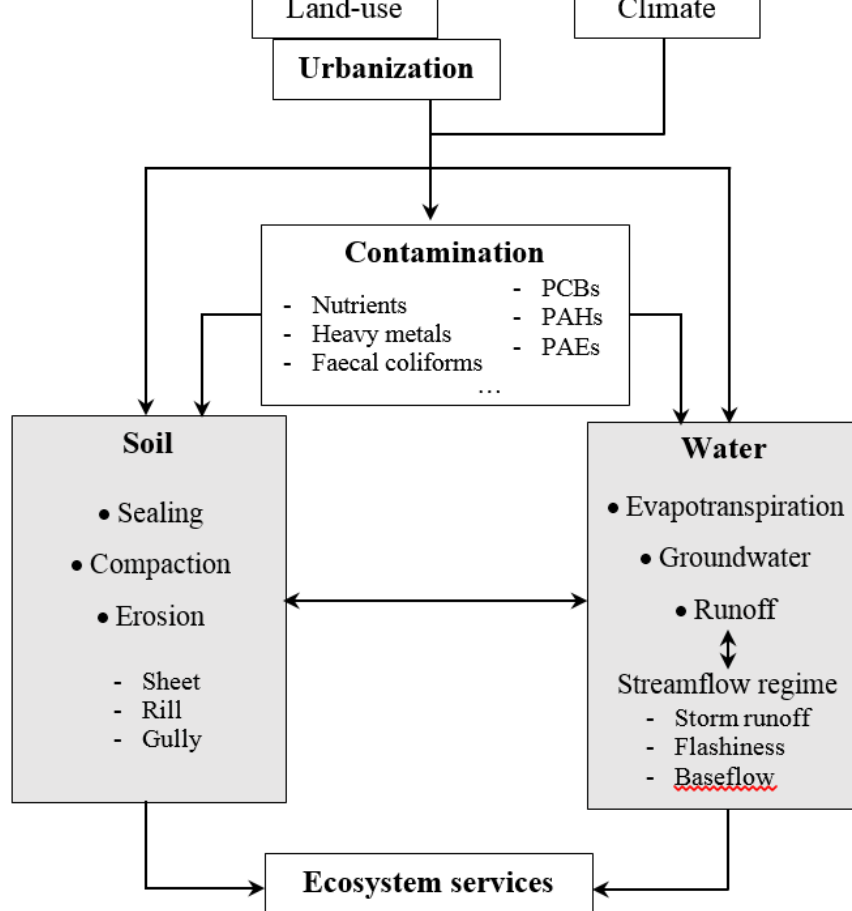 Land-use
Climate
Urbanization
Contamination
- Nutrients
- Heavy metals
- Faecal coliforms
- PCBs
- PAHs
- PAEs
…
Soil
• Sealing
• Compaction
• Erosion
- Sheet
- Rill
- Gully
Water
• Evapotranspiration
• Groundwater
• Runoff
Streamflow regime
- Storm runoff
- Flashiness
- Baseflow
Ecosystem services